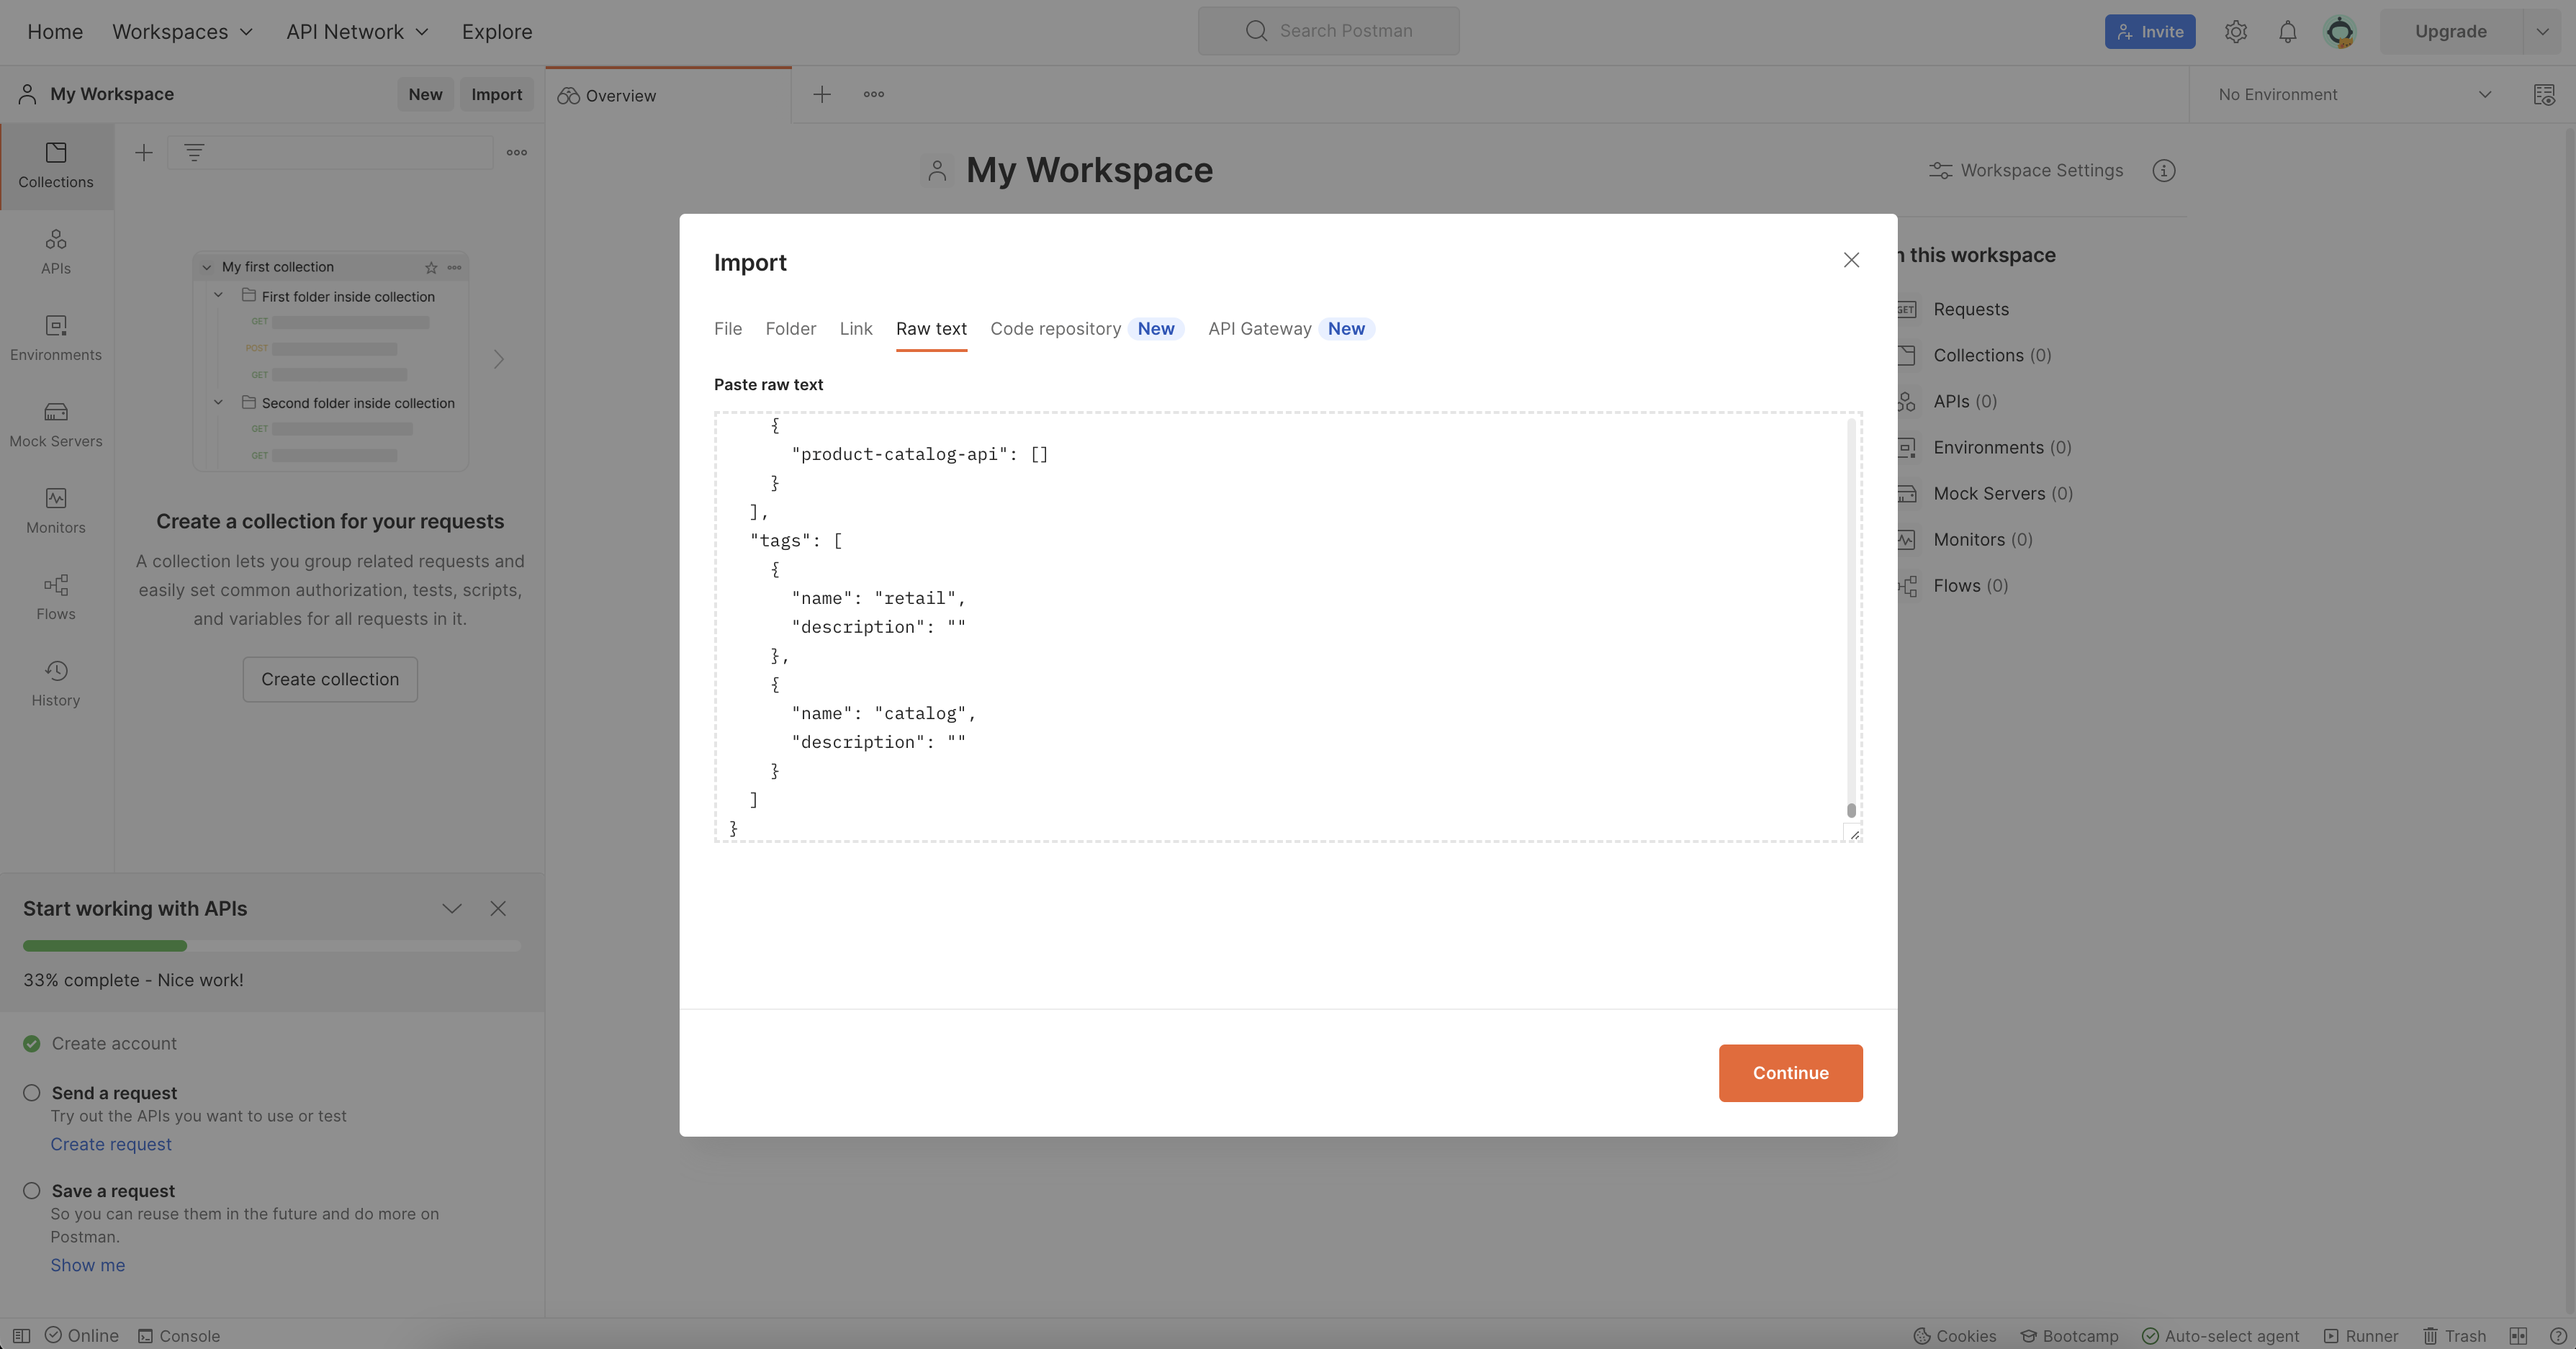 Home Workspaces API Network Explore Search Postman Invite Upgrade
My Workspace New Import Overview No Environment
Collections
APIs
Environments
Mock Servers
Monitors
Flows
History
My first collection
First folder inside collection
GET
POST
GET
Second folder inside collection
GET
GET
Create a collection for your requests
A collection lets you group related requests and
easily set common authorization, tests, scripts,
and variables for all requests in it.
Create collection
Start working with APIs
33% complete - Nice work!
Create account
Send a request
Try out the APIs you want to use or test
Create request
Save a request
So you can reuse them in the future and do more on
Postman.
Show me
My Workspace
Workspace Settings
Import
File Folder Link Raw text Code repository New API Gateway New
Paste raw text
{
"product-catalog-api": []
}
],
"tags": [
{
"name": "retail",
"description": ""
},
{
"name": "catalog",
"description": ""
}
]
}
Continue
n this workspace
GET Requests
Collections (0)
APIs (0)
Environments (0)
Mock Servers (0)
Monitors (0)
Flows (0)
Online Console Cookies Bootcamp Auto-select agent Runner Trash